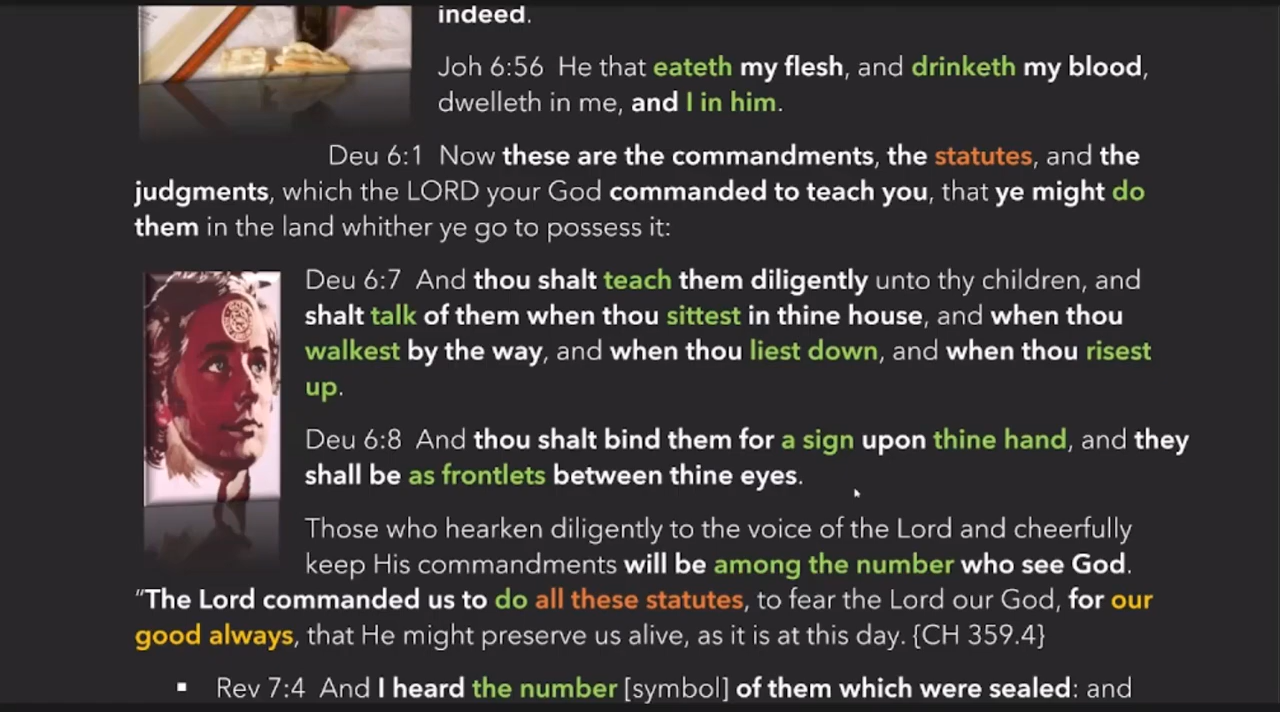 indeed.
Joh 6:56 He that eateth my flesh, and drinketh my blood,
dwelleth in me, and I in him.
Deu 6:1 Now these are the commandments, the statutes, and the
judgments, which the LORD your God commanded to teach you, that ye might do
them in the land whither ye go to possess it:
Deu 6:7 And thou shalt teach them diligently unto thy children, and
shalt talk of them when thou sittest in thine house, and when thou
walkest by the way, and when thou liest down, and when thou risest
up.
Deu 6:8 And thou shalt bind them for a sign upon thine hand, and they
shall be as frontlets between thine eyes.
Those who hearken diligently to the voice of the Lord and cheerfully
keep His commandments will be among the number who see God.
“The Lord commanded us to do all these statutes, to fear the Lord our God, for our
good always, that He might preserve us alive, as it is at this day. {CH 359.4}
▪ Rev 7:4 And I heard the number [symbol] of them which were sealed: and